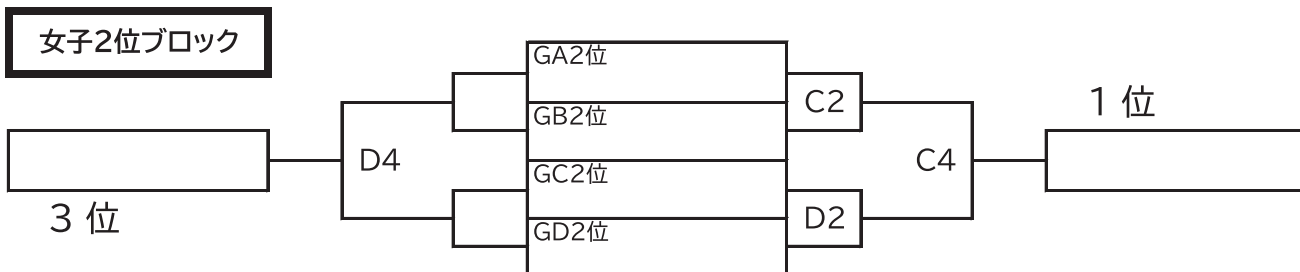 女子2位ブロック
GA2位
GB2位
GC2位
GD2位
C2
D2
C4
D4
1 位
3 位